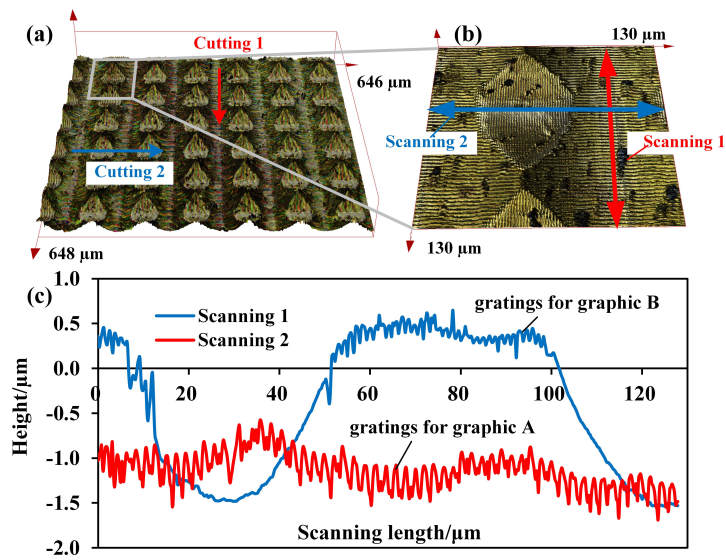 (a)
Cutting 1
646 µm
Cutting 2
648 µm
(b)
130 µm
Scanning 2
Scanning 1
130 µm
(c)
Scanning 1
Scanning 2
gratings for graphic B
gratings for graphic A
Height/µm
1.0
0.5
0.0
-0.5
-1.0
-1.5
-2.0
0
20
40
60
80
100
120
Scanning length/µm